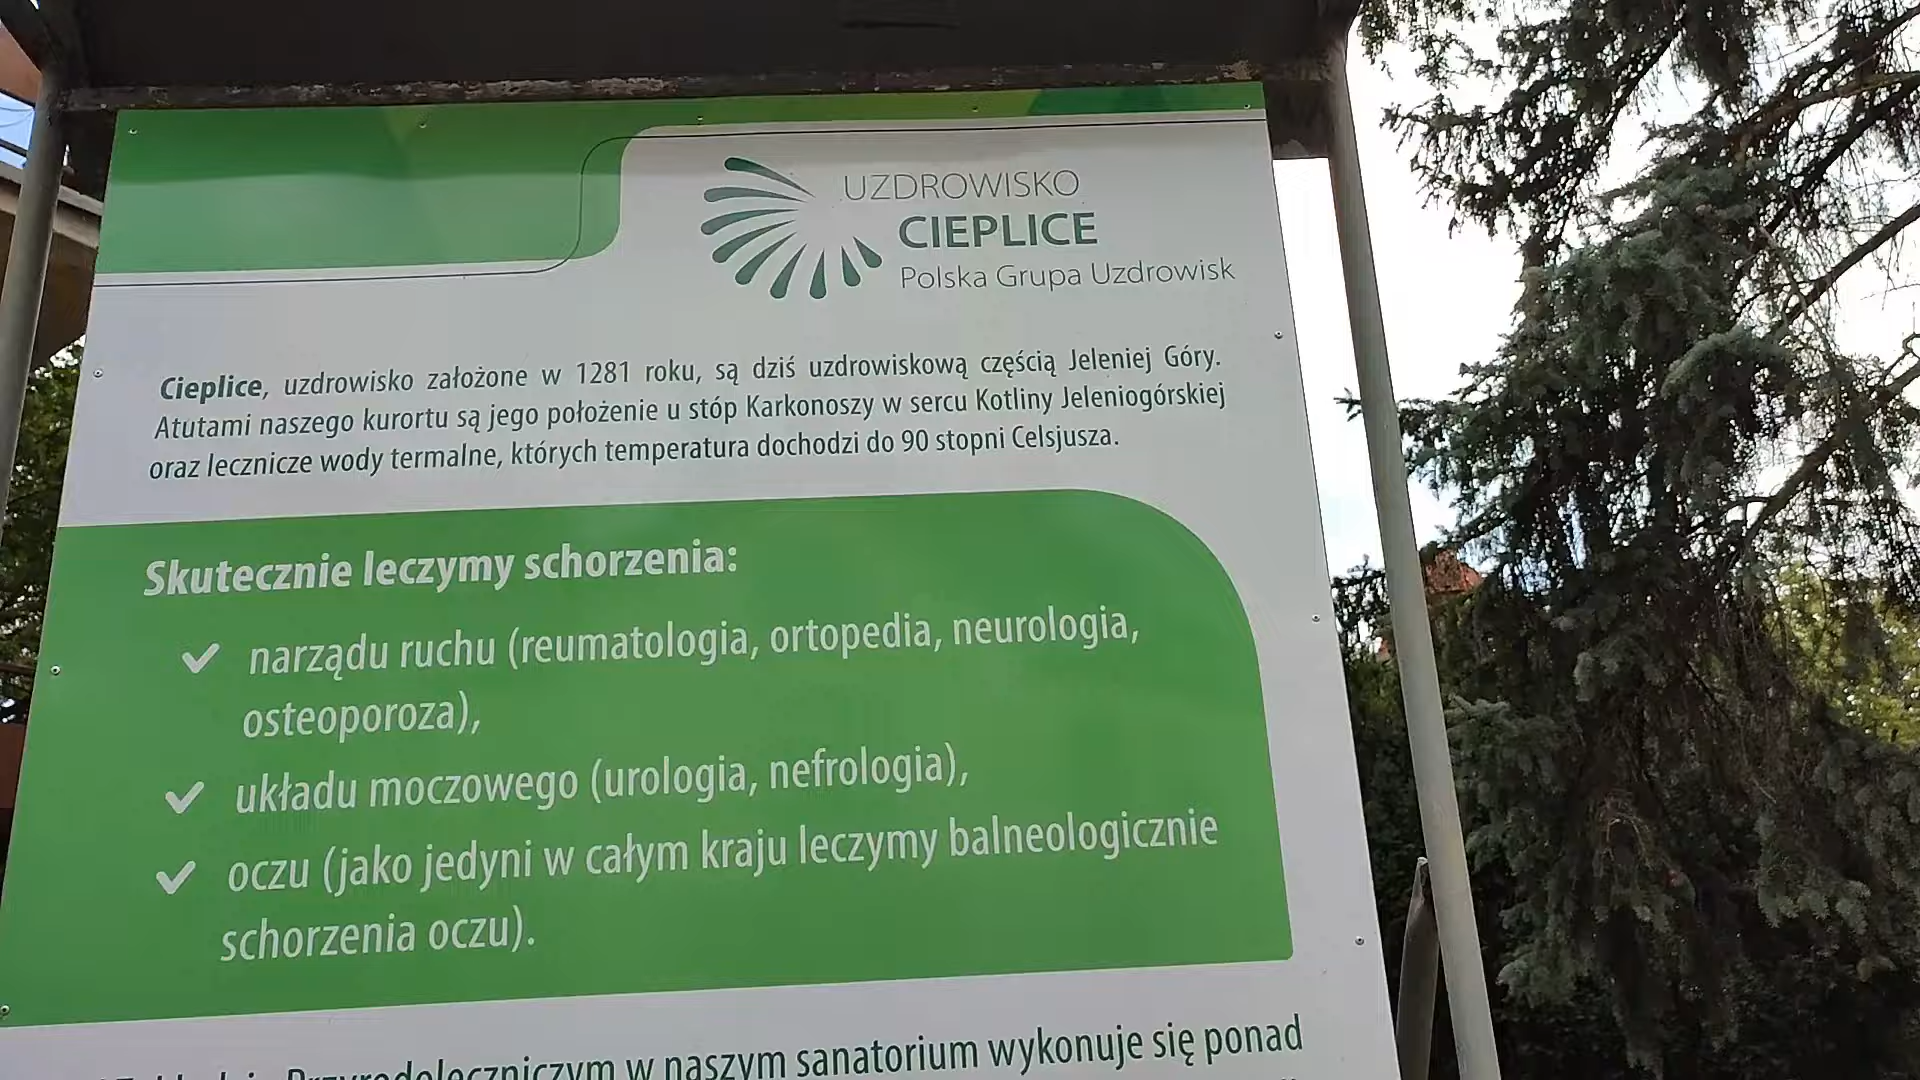 UZDROWISKO
CIEPLICE
Polska Grupa Uzdrowisk
Cieplice, uzdrowisko założone w 1281 roku, są dziś uzdrowiskową częścią Jeleniej Góry.
Atutami naszego kurortu są jego położenie u stóp Karkonoszy w sercu Kotliny Jeleniogórskiej
oraz lecznicze wody termalne, których temperatura dochodzi do 90 stopni Celsjusza.
Skutecznie leczymy schorzenia:
narządu ruchu (reumatologia, ortopedia, neurologia,
osteoporoza),
układu moczowego (urologia, nefrologia),
oczu (jako jedyni w całym kraju leczymy balneologicznie
schorzenia oczu).
Przyrodoleczniczym w naszym sanatorium wykonuje się ponad